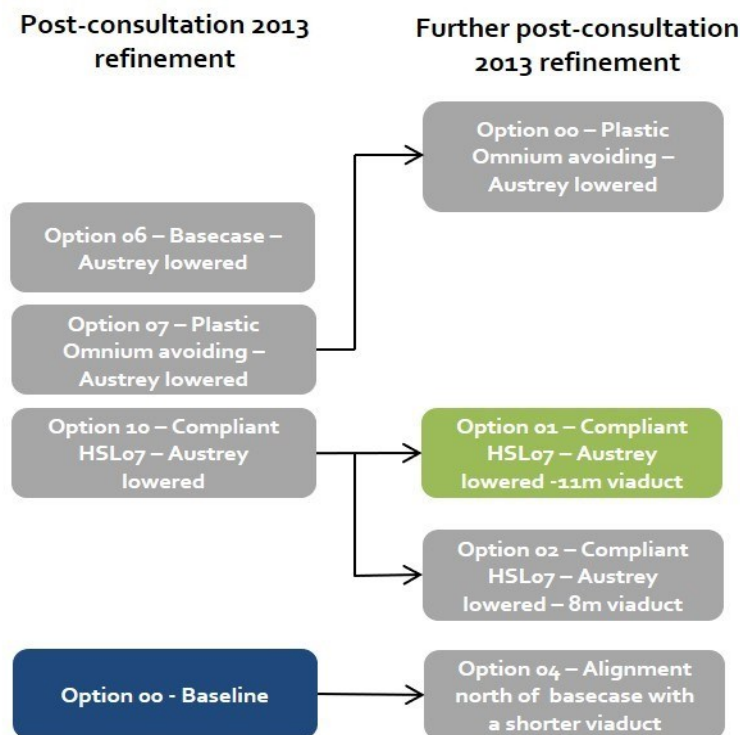 Post-consultation 2013
refinement
Further post-consultation
2013 refinement
Option 00 – Plastic
Omnium avoiding –
Austrey lowered
Option 06 – Basecase –
Austrey lowered
Option 07 – Plastic
Omnium avoiding –
Austrey lowered
Option 10 – Compliant
HSL07 – Austrey
lowered
Option 01 – Compliant
HSL07 – Austrey
lowered -11m viaduct
Option 02 – Compliant
HSL07 – Austrey
lowered – 8m viaduct
Option 00 - Baseline
Option 04 – Alignment
north of basecase with
a shorter viaduct